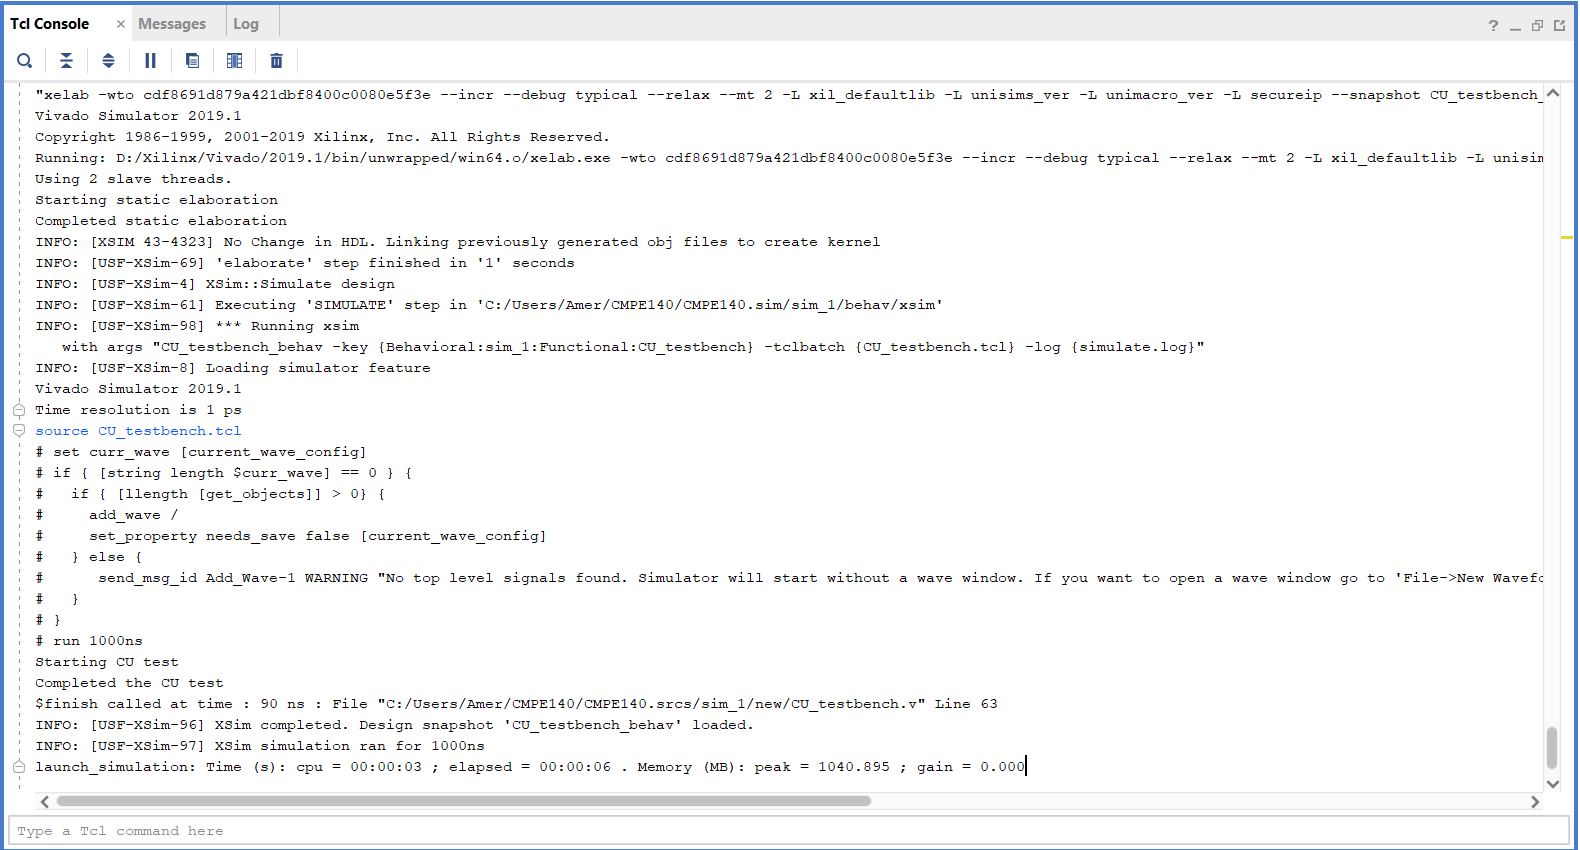 Tcl Console × Messages Log
?
"xelab -wto cdf8691d879a421dbf8400c0080e5f3e --incr --debug typical --relax --mt 2 -L xil_defaultlib -L unisims_ver -L unimacro_ver -L secureip --snapshot CU_testbench_
Vivado Simulator 2019.1
Copyright 1986-1999, 2001-2019 Xilinx, Inc. All Rights Reserved.
Running: D:/Xilinx/Vivado/2019.1/bin/unwrapped/win64.o/xelab.exe -wto cdf8691d879a421dbf8400c0080e5f3e --incr --debug typical --relax --mt 2 -L xil_defaultlib -L unisim
Using 2 slave threads.
Starting static elaboration
Completed static elaboration
INFO: [XSIM 43-4323] No Change in HDL. Linking previously generated obj files to create kernel
INFO: [USF-XSim-69] 'elaborate' step finished in '1' seconds
INFO: [USF-XSim-4] XSim::Simulate design
INFO: [USF-XSim-61] Executing 'SIMULATE' step in 'C:/Users/Amer/CMPE140/CMPE140.sim/sim_1/behav/xsim'
INFO: [USF-XSim-98] *** Running xsim
   with args "CU_testbench_behav -key {Behavioral:sim_1:Functional:CU_testbench} -tclbatch {CU_testbench.tcl} -log {simulate.log}"
INFO: [USF-XSim-8] Loading simulator feature
Vivado Simulator 2019.1
Time resolution is 1 ps
source CU_testbench.tcl
# set curr_wave [current_wave_config]
# if { [string length $curr_wave] == 0 } {
#   if { [llength [get_objects]] > 0} {
#     add_wave /
#     set_property needs_save false [current_wave_config]
#   } else {
#      send_msg_id Add_Wave-1 WARNING "No top level signals found. Simulator will start without a wave window. If you want to open a wave window go to 'File->New Wavefo
#   }
# }
# run 1000ns
Starting CU test
Completed the CU test
$finish called at time : 90 ns : File "C:/Users/Amer/CMPE140/CMPE140.srcs/sim_1/new/CU_testbench.v" Line 63
INFO: [USF-XSim-96] XSim completed. Design snapshot 'CU_testbench_behav' loaded.
INFO: [USF-XSim-97] XSim simulation ran for 1000ns
launch_simulation: Time (s): cpu = 00:00:03 ; elapsed = 00:00:06 . Memory (MB): peak = 1040.895 ; gain = 0.000
Type a Tcl command here